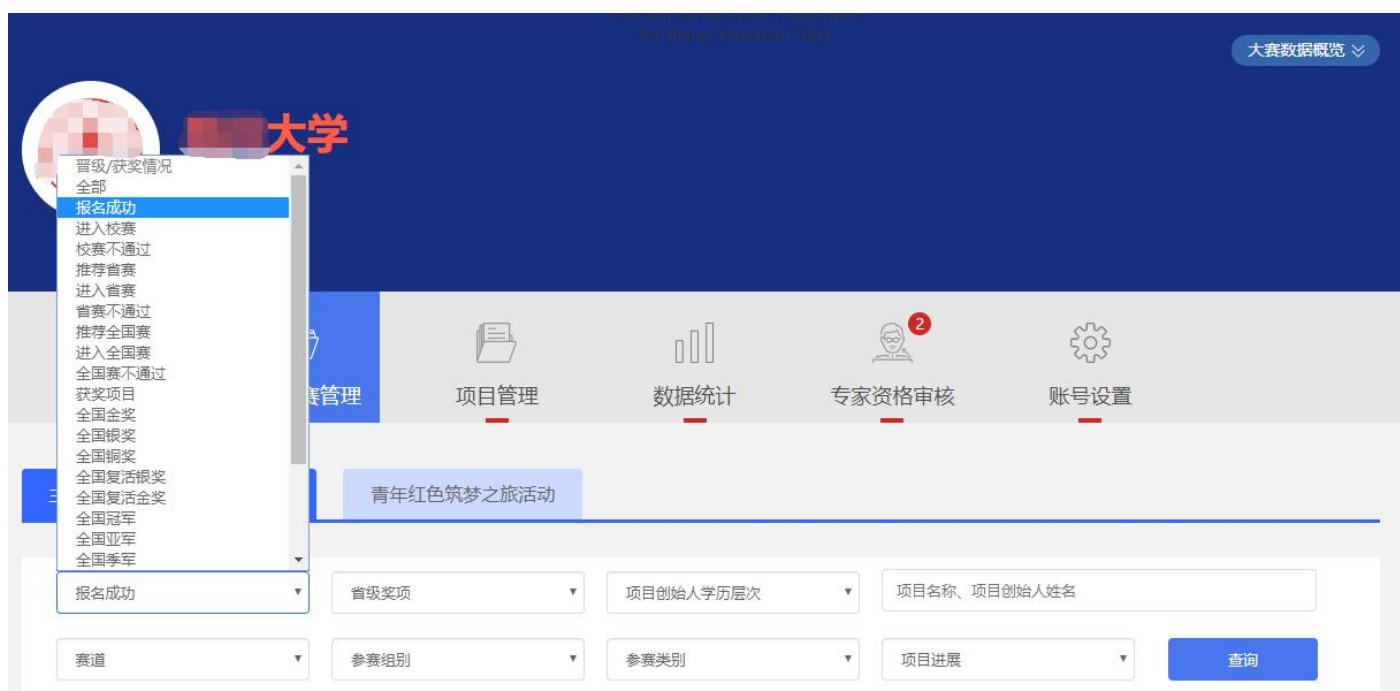 大赛数据概览
大学
晋级/获奖情况
全部
报名成功
进入校赛
校赛不通过
推荐省赛
进入省赛
省赛不通过
推荐全国赛
进入全国赛
全国赛不通过
获奖项目
全国金奖
全国银奖
全国铜奖
全国复活银奖
全国复活金奖
全国冠军
全国亚军
全国季军
赛管理
项目管理
数据统计
2
专家资格审核
账号设置
青年红色筑梦之旅活动
报名成功
省级奖项
项目创始人学历层次
项目名称、项目创始人姓名
赛道
参赛组别
参赛类别
项目进展
查询